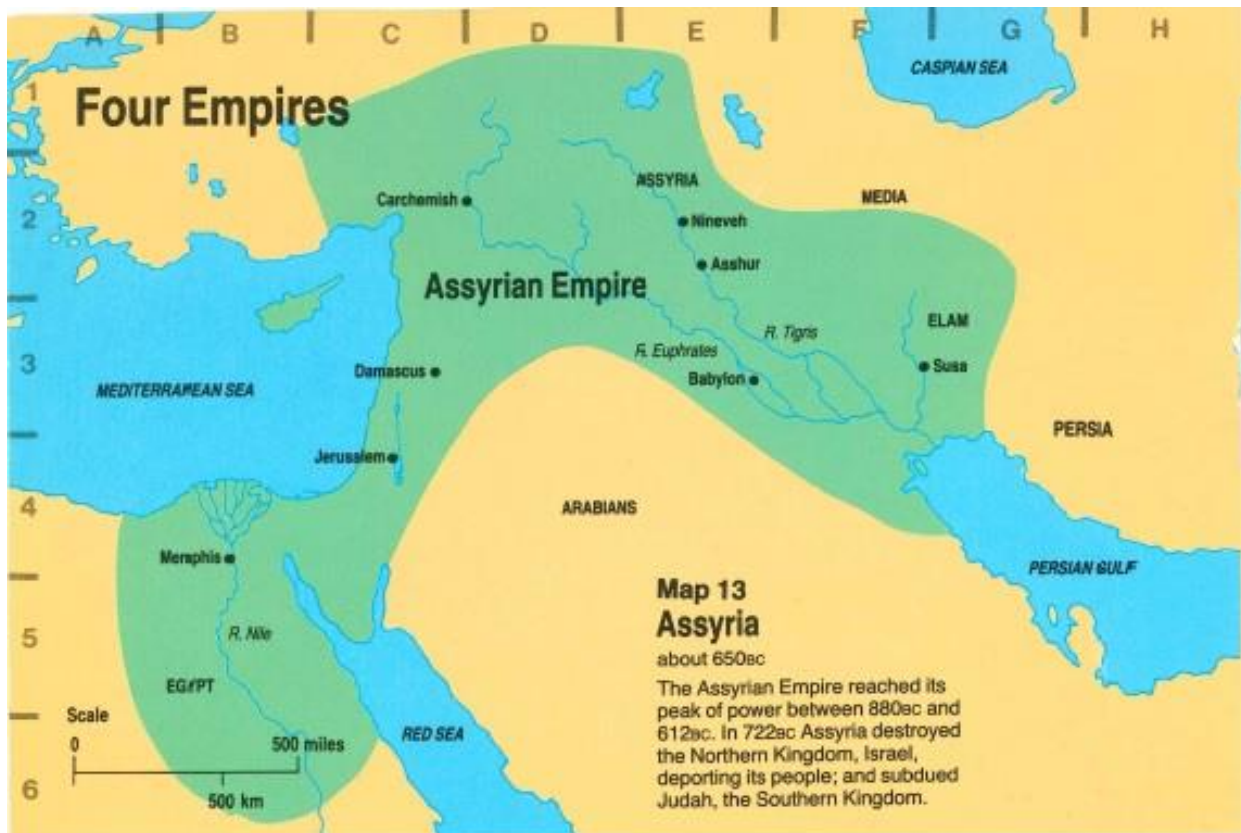 A B C D E F G H
1
2
3
4
5
6
Four Empires
CASPIAN SEA
ASSYRIA
MEDIA
Carchemish
Nineveh
Asshur
Assyrian Empire
R. Tigris
ELAM
R. Euphrates
Damascus
Babylon
Susa
MEDITERRANEAN SEA
PERSIA
Jerusalem
ARABIANS
Memphis
PERSIAN GULF
R. Nile
EGYPT
RED SEA
Scale
0 500 miles
500 km
Map 13
Assyria
about 650BC
The Assyrian Empire reached its
peak of power between 880BC and
612BC. In 722BC Assyria destroyed
the Northern Kingdom, Israel,
deporting its people; and subdued
Judah, the Southern Kingdom.